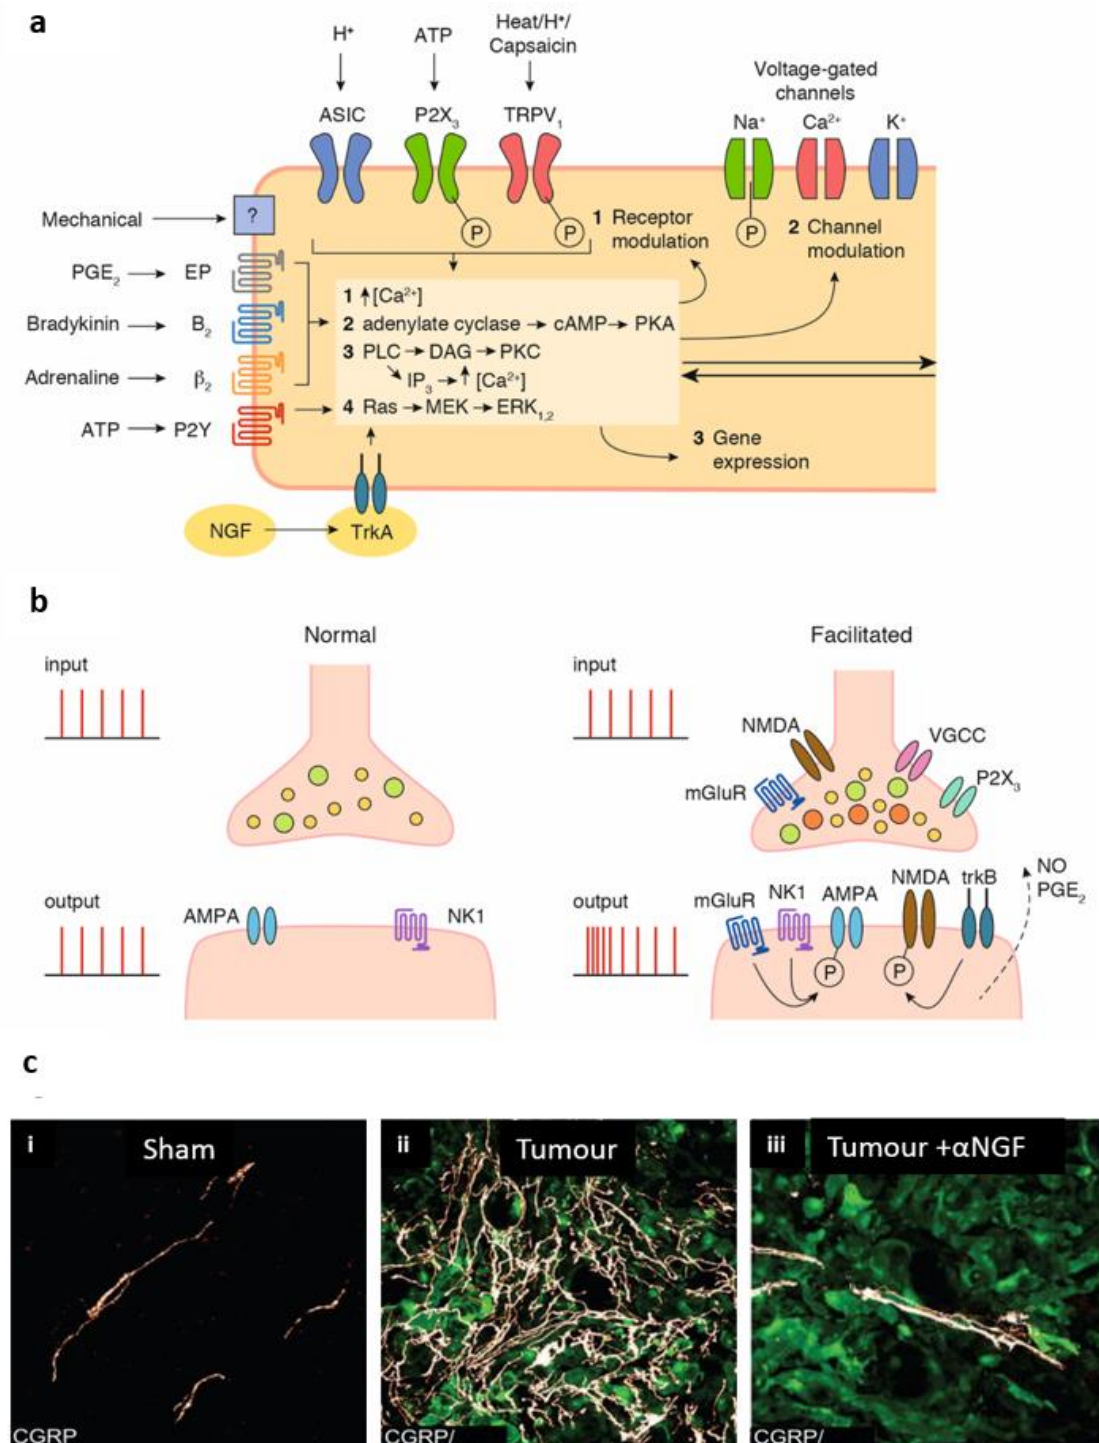 a
H⁺
ATP
Heat/H⁺/
Capsaicin
ASIC
P2X₃
TRPV₁
Voltage-gated
channels
Na⁺
Ca²⁺
K⁺
Mechanical
?
P
P
1 Receptor
modulation
P
2 Channel
modulation
PGE₂
EP
Bradykinin
B₂
Adrenaline
β₂
ATP
P2Y
1 ↑[Ca²⁺]
2 adenylate cyclase → cAMP → PKA
3 PLC → DAG → PKC
IP₃ → ↑ [Ca²⁺]
4 Ras → MEK → ERK₁,₂
3 Gene
expression
NGF
TrkA
b
Normal
input
output
AMPA
NK1
Facilitated
input
NMDA
VGCC
mGluR
P2X₃
output
mGluR
NK1
AMPA
NMDA
trkB
NO
PGE₂
P
P
c
i
Sham
CGRP
ii
Tumour
CGRP/
iii
Tumour +αNGF
CGRP/